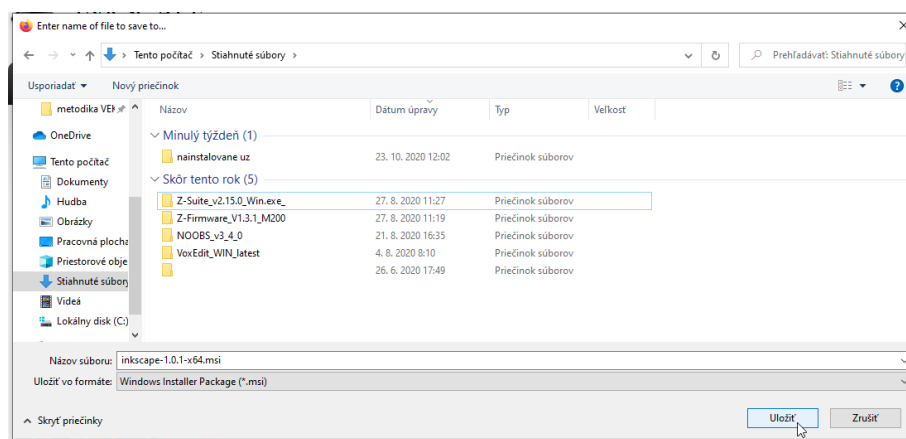 Enter name of file to save to...
Tento počítač › Stiahnuté súbory ›
Prehľadávať: Stiahnuté súbory
Usporiadať Nový priečinok
Názov Dátum úpravy Typ Veľkosť
metodika VEK
OneDrive
Tento počítač
Dokumenty
Hudba
Obrázky
Pracovná plocha
Priestorové obje
Stiahnuté súbory
Videá
Lokálny disk (C:)
Minulý týždeň (1)
nainstalovane uz 23. 10. 2020 12:02 Priečinok súborov
Skôr tento rok (5)
Z-Suite_v2.15.0_Win.exe_ 27. 8. 2020 11:27 Priečinok súborov
Z-Firmware_V1.3.1_M200 27. 8. 2020 11:19 Priečinok súborov
NOOBS_v3_4_0 21. 8. 2020 16:35 Priečinok súborov
VoxEdit_WIN_latest 4. 8. 2020 8:10 Priečinok súborov
26. 6. 2020 17:49 Priečinok súborov
Názov súboru: inkscape-1.0.1-x64.msi
Uložiť vo formáte: Windows Installer Package (*.msi)
Skryť priečinky
Uložiť Zrušiť